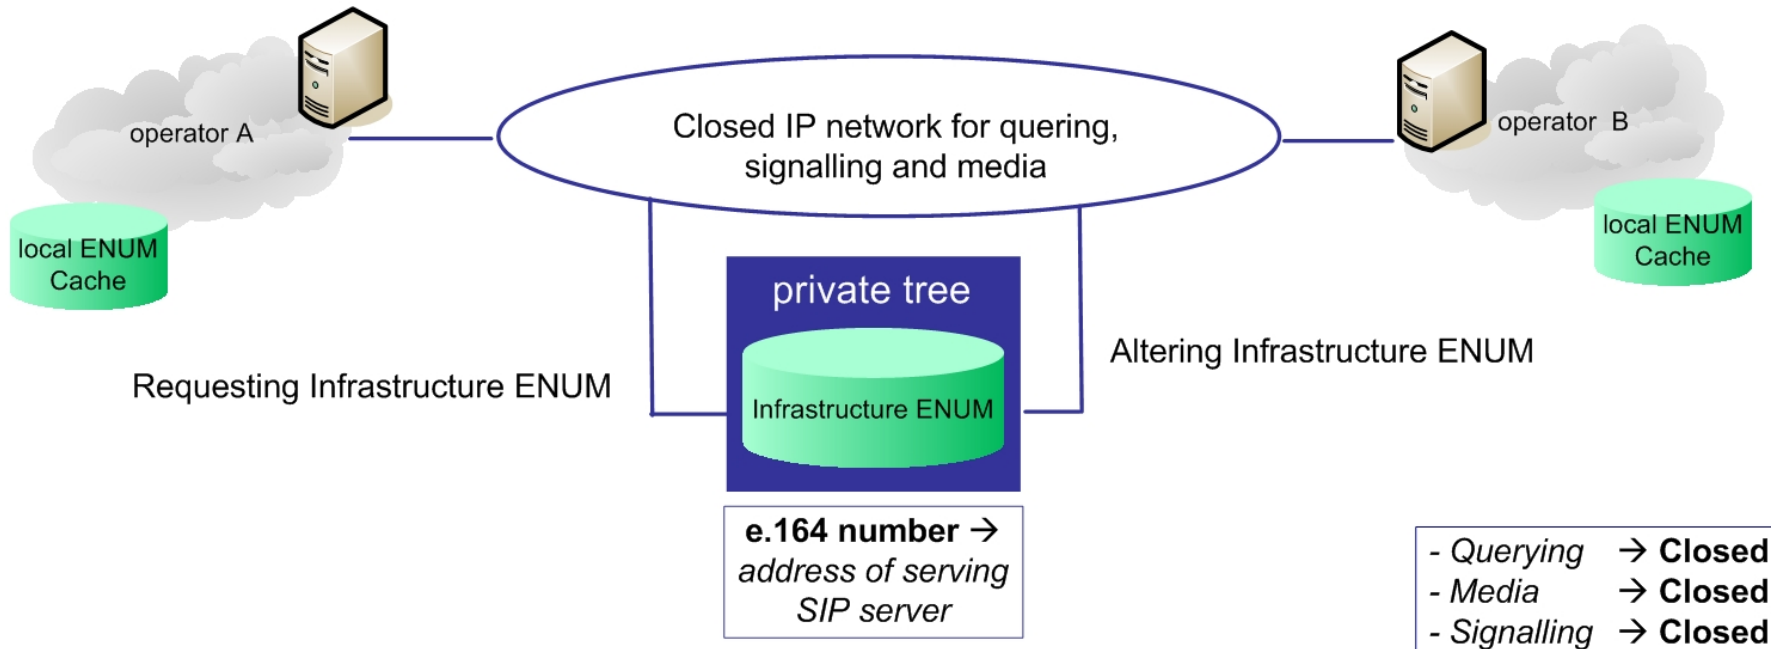 operator A
Closed IP network for quering,
signalling and media
operator  B
local ENUM
Cache
local ENUM
Cache
private tree
Infrastructure ENUM
Requesting Infrastructure ENUM
Altering Infrastructure ENUM
e.164 number →
address of serving
SIP server
- Querying → Closed
- Media → Closed
- Signalling → Closed